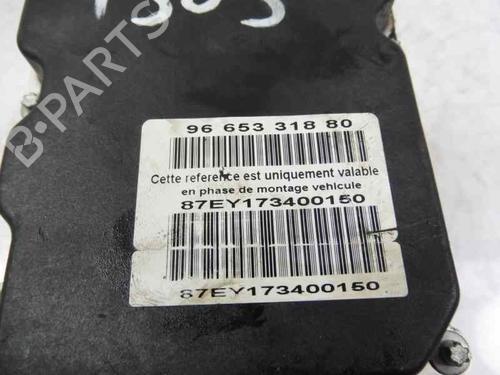 96 653 318 80
Cette reference est uniquement valable
en phase de montage vehicule
87EY173400150
87EY173400150
B-Parts